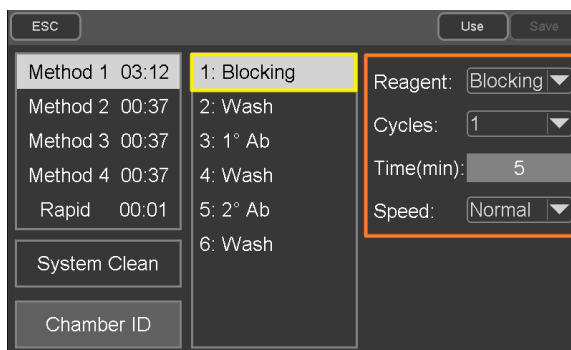 ESC
Use
Save
Method 1 03:12
Method 2 00:37
Method 3 00:37
Method 4 00:37
Rapid 00:01
System Clean
Chamber ID
1: Blocking
2: Wash
3: 1° Ab
4: Wash
5: 2° Ab
6: Wash
Reagent: Blocking
Cycles: 1
Time(min): 5
Speed: Normal